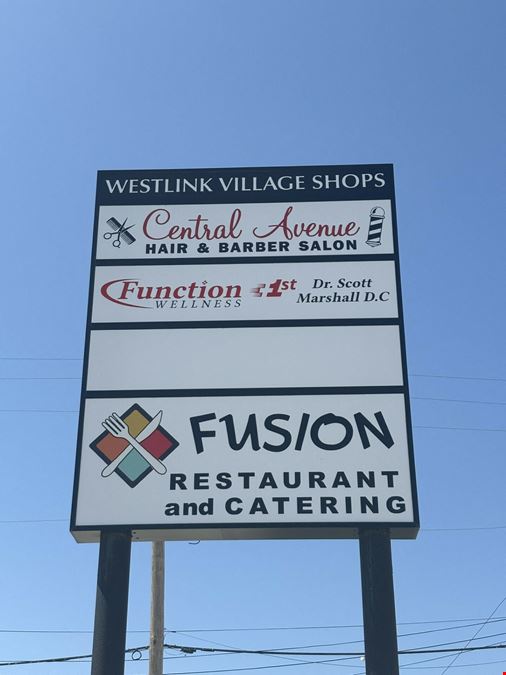 WESTLINK VILLAGE SHOPS
Central Avenue
HAIR & BARBER SALON
Function 1st Dr. Scott
WELLNESS Marshall D.C
FUSION
RESTAURANT
and CATERING